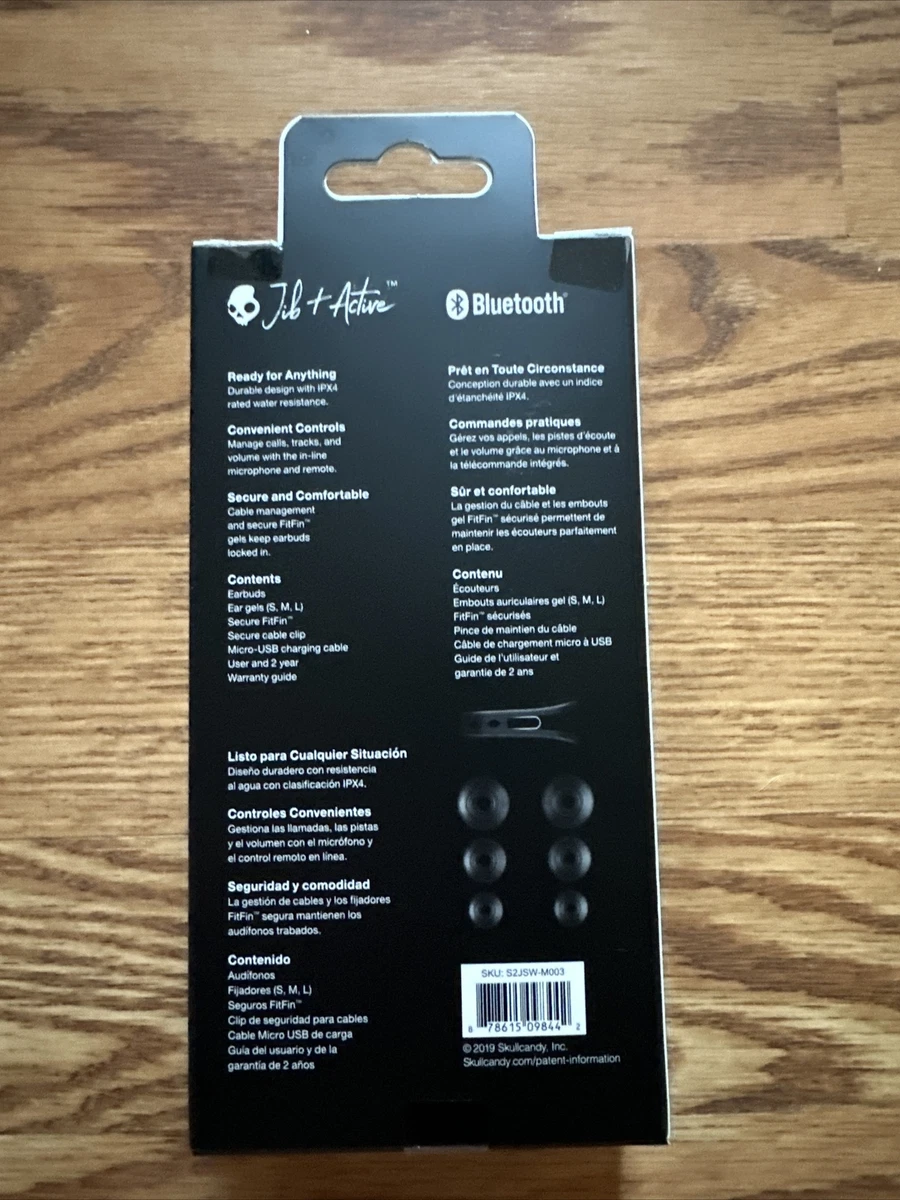 Jib + Active™
Bluetooth®
Ready for Anything
Durable design with IPX4
rated water resistance.
Convenient Controls
Manage calls, tracks, and
volume with the in-line
microphone and remote.
Secure and Comfortable
Cable management
and secure FitFin™
gels keep earbuds
locked in.
Contents
Earbuds
Ear gels (S, M, L)
Secure FitFin™
Secure cable clip
Micro-USB charging cable
User and 2 year
Warranty guide
Prêt en Toute Circonstance
Conception durable avec un indice
d'étanchéité IPX4.
Commandes pratiques
Gérez vos appels, les pistes d'écoute
et le volume grâce au microphone et à
la télécommande intégrés.
Sûr et confortable
La gestion du câble et les embouts
gel FitFin™ sécurisé permettent de
maintenir les écouteurs parfaitement
en place.
Contenu
Écouteurs
Embouts auriculaires gel (S, M, L)
FitFin™ sécurisés
Pince de maintien du câble
Câble de chargement micro à USB
Guide de l'utilisateur et
garantie de 2 ans
Listo para Cualquier Situación
Diseño duradero con resistencia
al agua con clasificación IPX4.
Controles Convenientes
Gestiona las llamadas, las pistas
y el volumen con el micrófono y
el control remoto en línea.
Seguridad y comodidad
La gestión de cables y los fijadores
FitFin™ segura mantienen los
audífonos trabados.
Contenido
Audífonos
Fijadores (S, M, L)
Seguros FitFin™
Clip de seguridad para cables
Cable Micro USB de carga
Guía del usuario y de la
garantía de 2 años
SKU: S2JSW-M003
8 78615 09844 2
© 2019 Skullcandy, Inc.
Skullcandy.com/patent-information